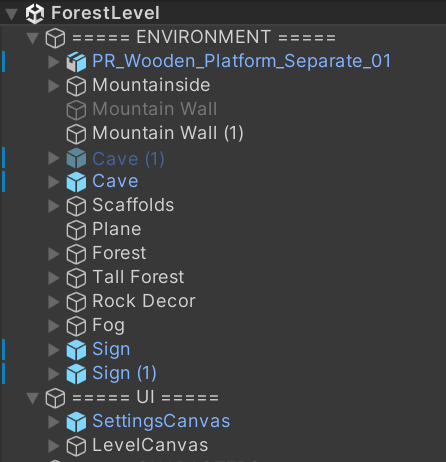 ForestLevel
===== ENVIRONMENT =====
PR_Wooden_Platform_Separate_01
Mountainside
Mountain Wall
Mountain Wall (1)
Cave (1)
Cave
Scaffolds
Plane
Forest
Tall Forest
Rock Decor
Fog
Sign
Sign (1)
===== UI =====
SettingsCanvas
LevelCanvas